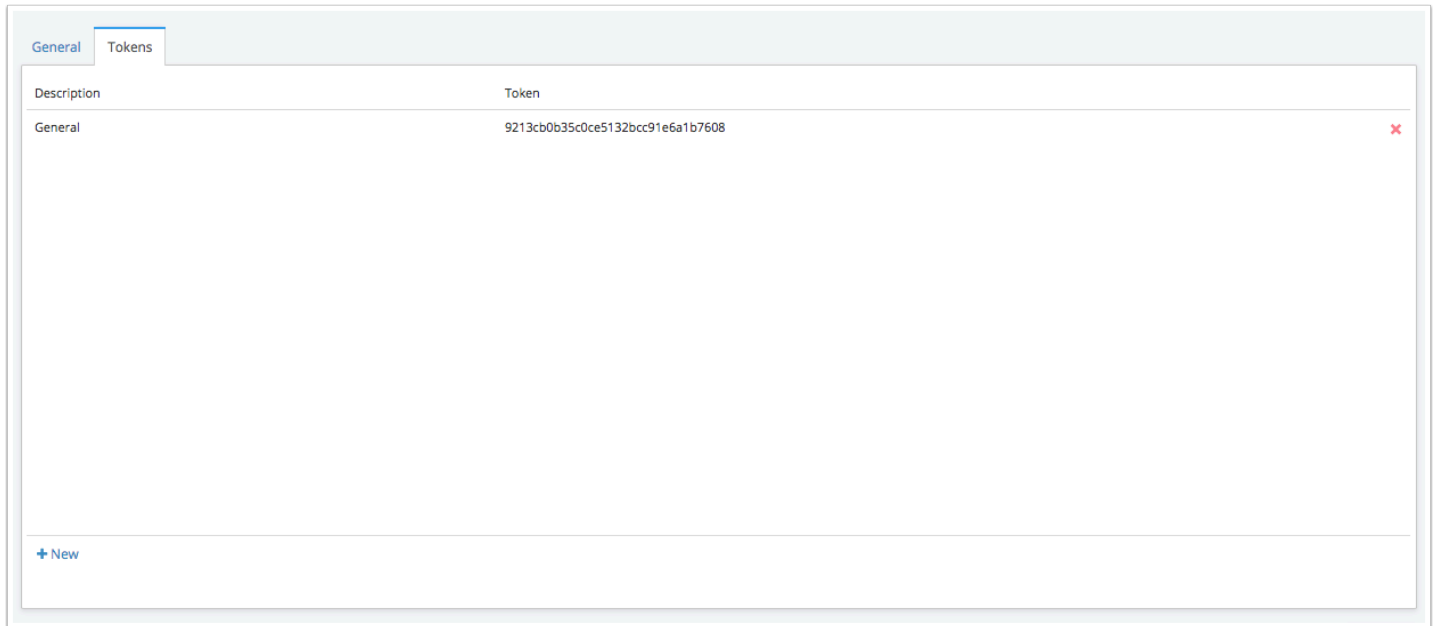 General Tokens
Description Token
General 9213cb0b35c0ce5132bcc91e6a1b7608
New